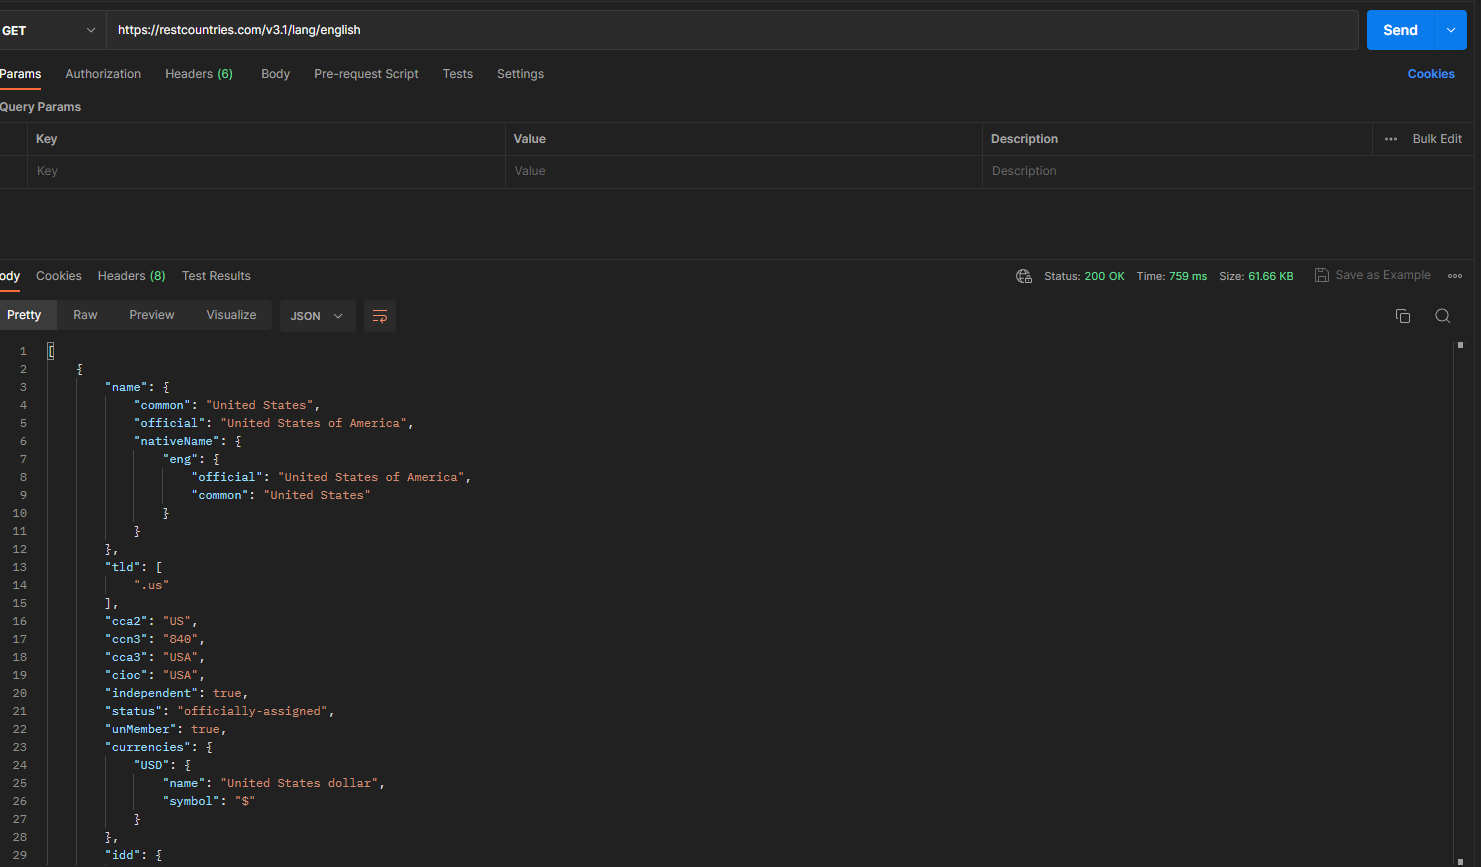 GET https://restcountries.com/v3.1/lang/english Send
Params Authorization Headers (6) Body Pre-request Script Tests Settings Cookies
Query Params
Key Value Description Bulk Edit
Key Value Description
ody Cookies Headers (8) Test Results Status: 200 OK Time: 759 ms Size: 61.66 KB Save as Example
Pretty Raw Preview Visualize JSON
1 [
2 {
3 "name": {
4 "common": "United States",
5 "official": "United States of America",
6 "nativeName": {
7 "eng": {
8 "official": "United States of America",
9 "common": "United States"
10 }
11 }
12 },
13 "tld": [
14 ".us"
15 ],
16 "cca2": "US",
17 "ccn3": "840",
18 "cca3": "USA",
19 "cioc": "USA",
20 "independent": true,
21 "status": "officially-assigned",
22 "unMember": true,
23 "currencies": {
24 "USD": {
25 "name": "United States dollar",
26 "symbol": "$"
27 }
28 },
29 "idd": {